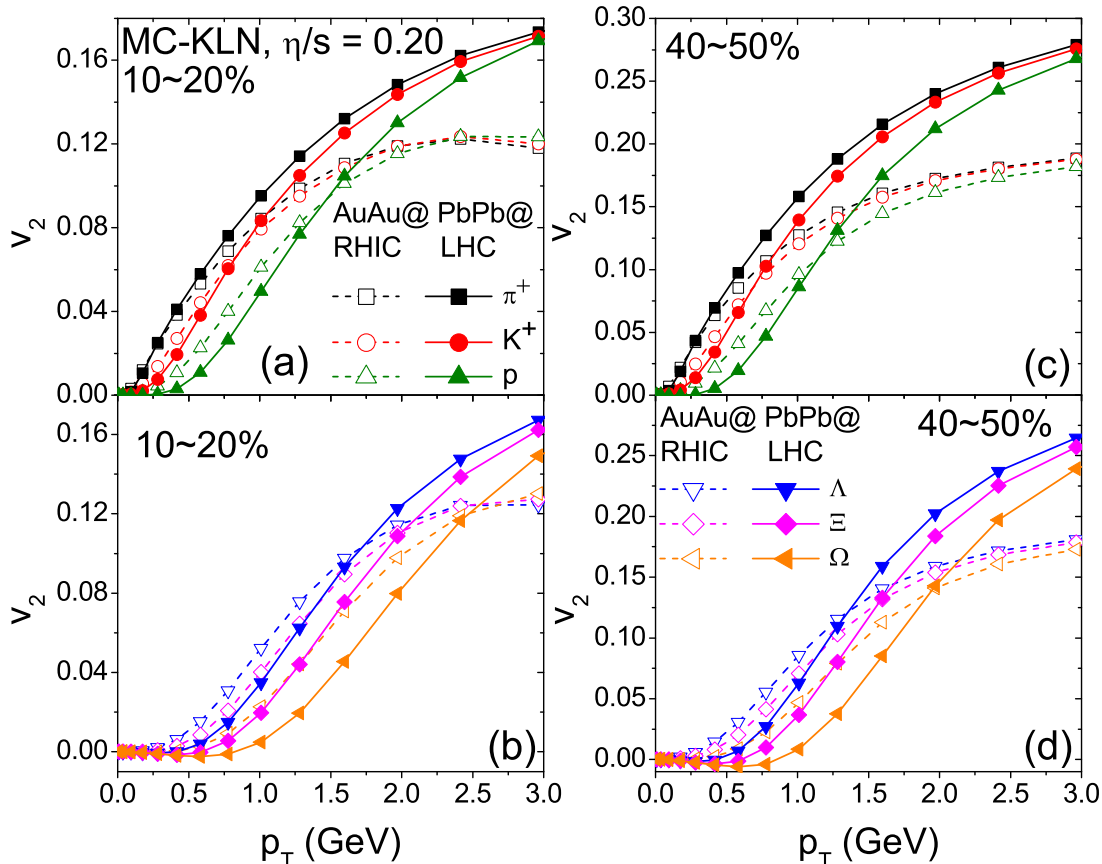 MC-KLN, η/s = 0.20
10~20%
v₂
0.16
0.12
0.08
0.04
0.00
AuAu@ PbPb@
RHIC LHC
π⁺
K⁺
p
(a)
40~50%
v₂
0.30
0.25
0.20
0.15
0.10
0.05
0.00
(c)
10~20%
v₂
0.16
0.12
0.08
0.04
0.00
(b)
0.0 0.5 1.0 1.5 2.0 2.5 3.0
p_T (GeV)
AuAu@ PbPb@
RHIC LHC
40~50%
Λ
Ξ
Ω
v₂
0.25
0.20
0.15
0.10
0.05
0.00
(d)
0.0 0.5 1.0 1.5 2.0 2.5 3.0
p_T (GeV)